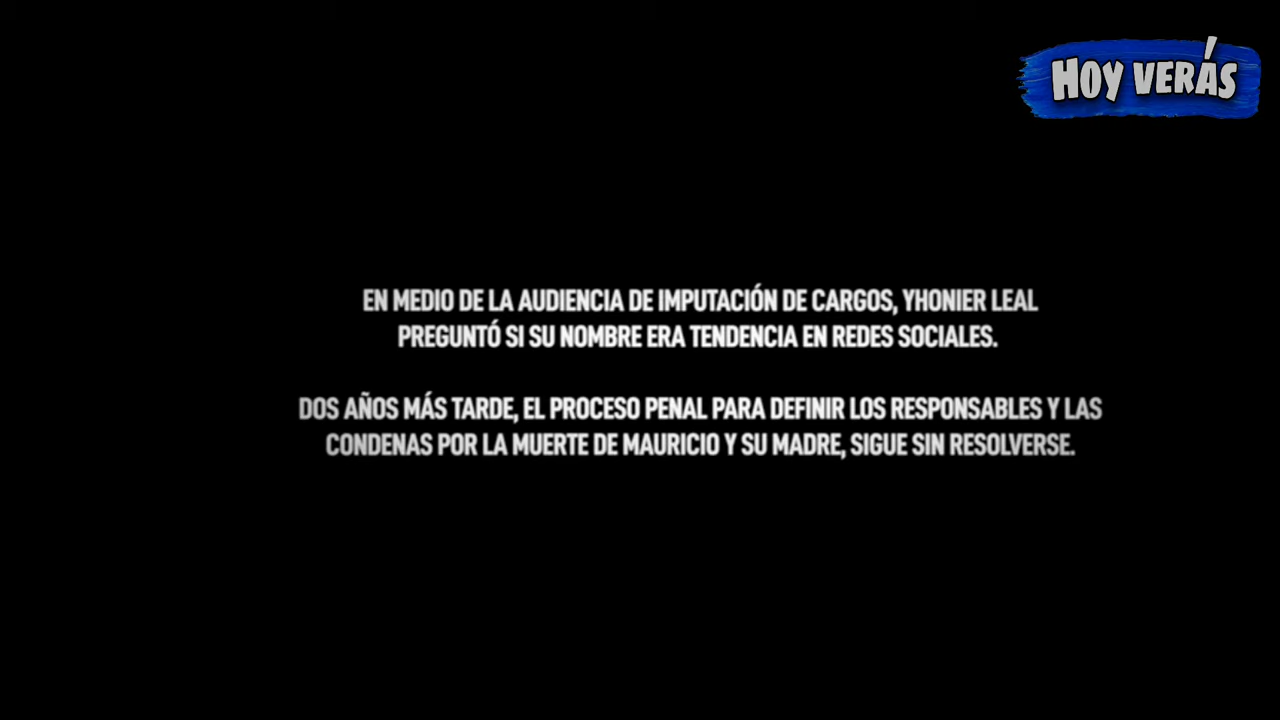 HOY VERÁS
EN MEDIO DE LA AUDIENCIA DE IMPUTACIÓN DE CARGOS, YHONIER LEAL
PREGUNTÓ SI SU NOMBRE ERA TENDENCIA EN REDES SOCIALES.
DOS AÑOS MÁS TARDE, EL PROCESO PENAL PARA DEFINIR LOS RESPONSABLES Y LAS
CONDENAS POR LA MUERTE DE MAURICIO Y SU MADRE, SIGUE SIN RESOLVERSE.